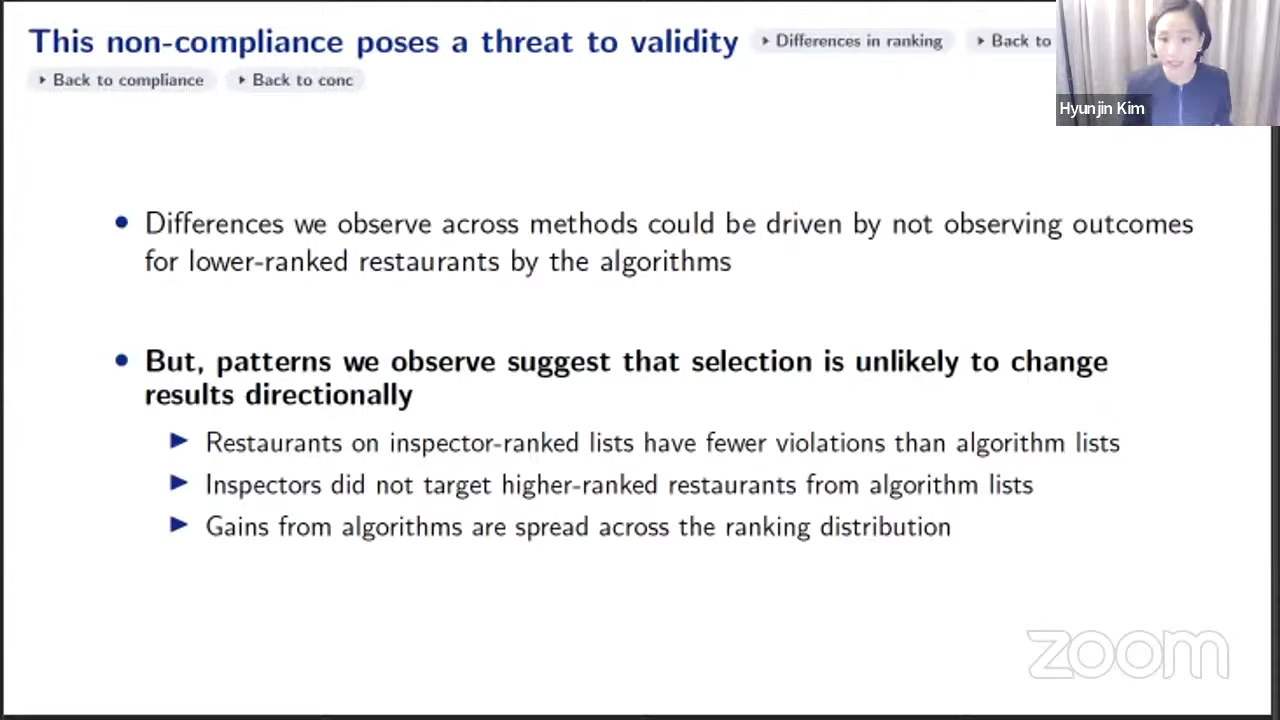 This non-compliance poses a threat to validity
Differences in ranking
Back to
Back to compliance
Back to conc
Hyunjin Kim
Differences we observe across methods could be driven by not observing outcomes
for lower-ranked restaurants by the algorithms
But, patterns we observe suggest that selection is unlikely to change
results directionally
Restaurants on inspector-ranked lists have fewer violations than algorithm lists
Inspectors did not target higher-ranked restaurants from algorithm lists
Gains from algorithms are spread across the ranking distribution
zoom